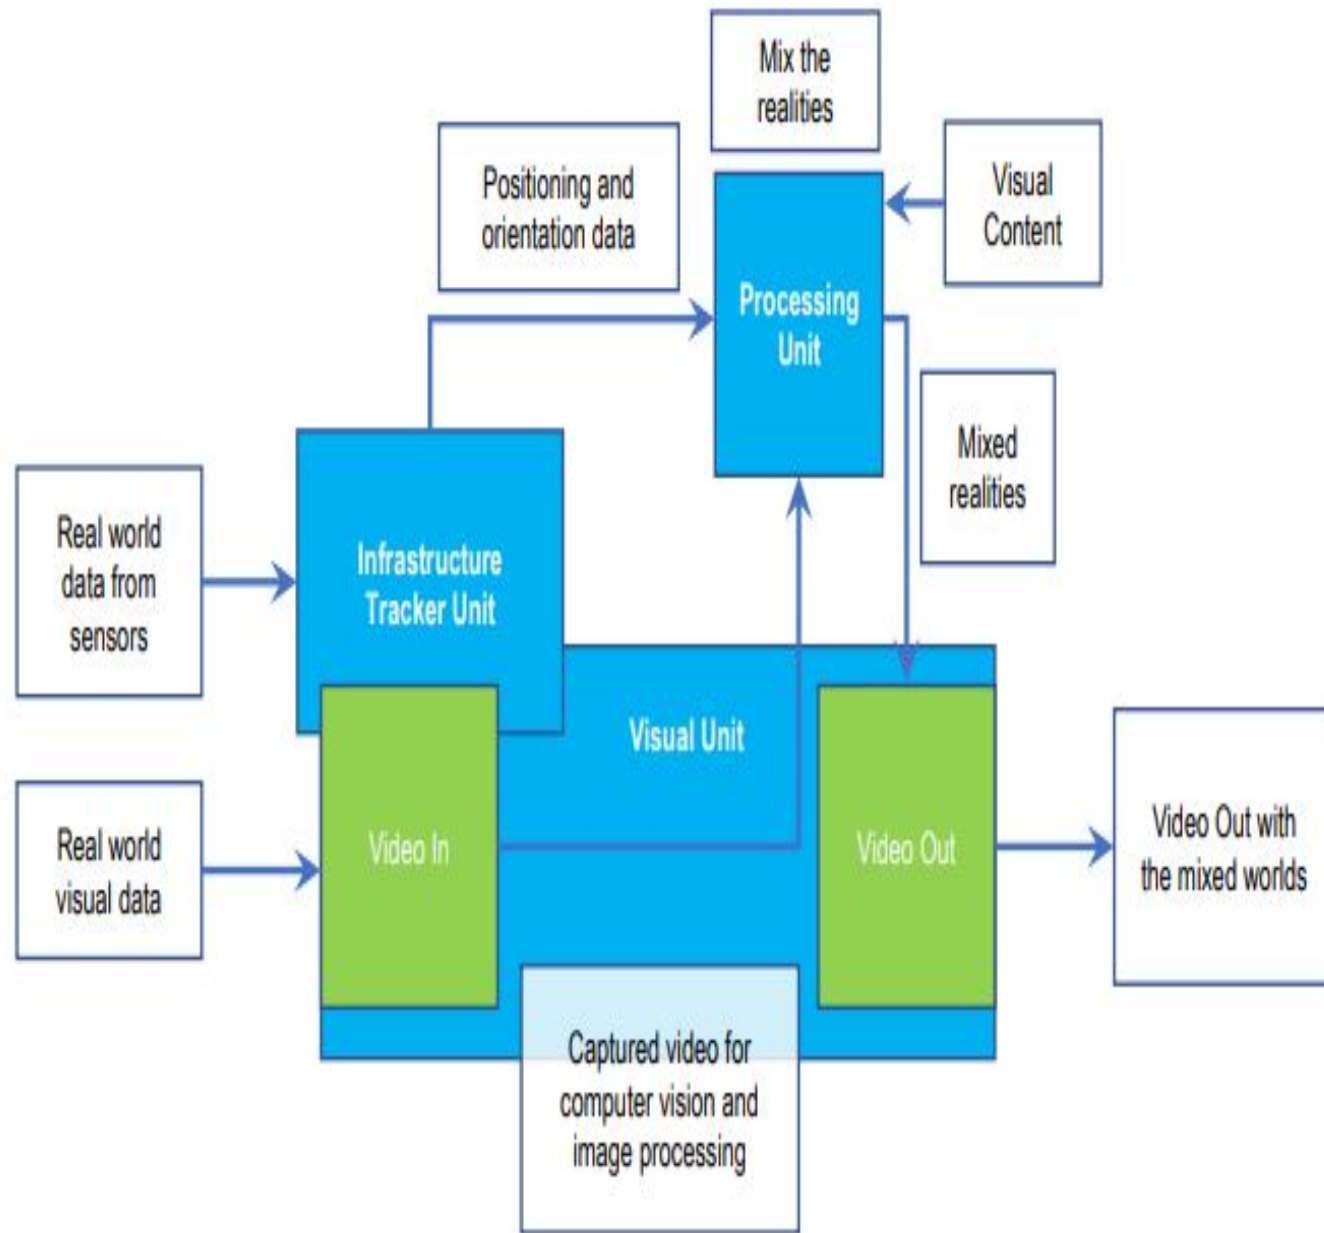 Mix the
realities
Positioning and
orientation data
Visual
Content
Processing
Unit
Mixed
realities
Real world
data from
sensors
Infrastructure
Tracker Unit
Visual Unit
Real world
visual data
Video In
Video Out
Video Out with
the mixed worlds
Captured video for
computer vision and
image processing